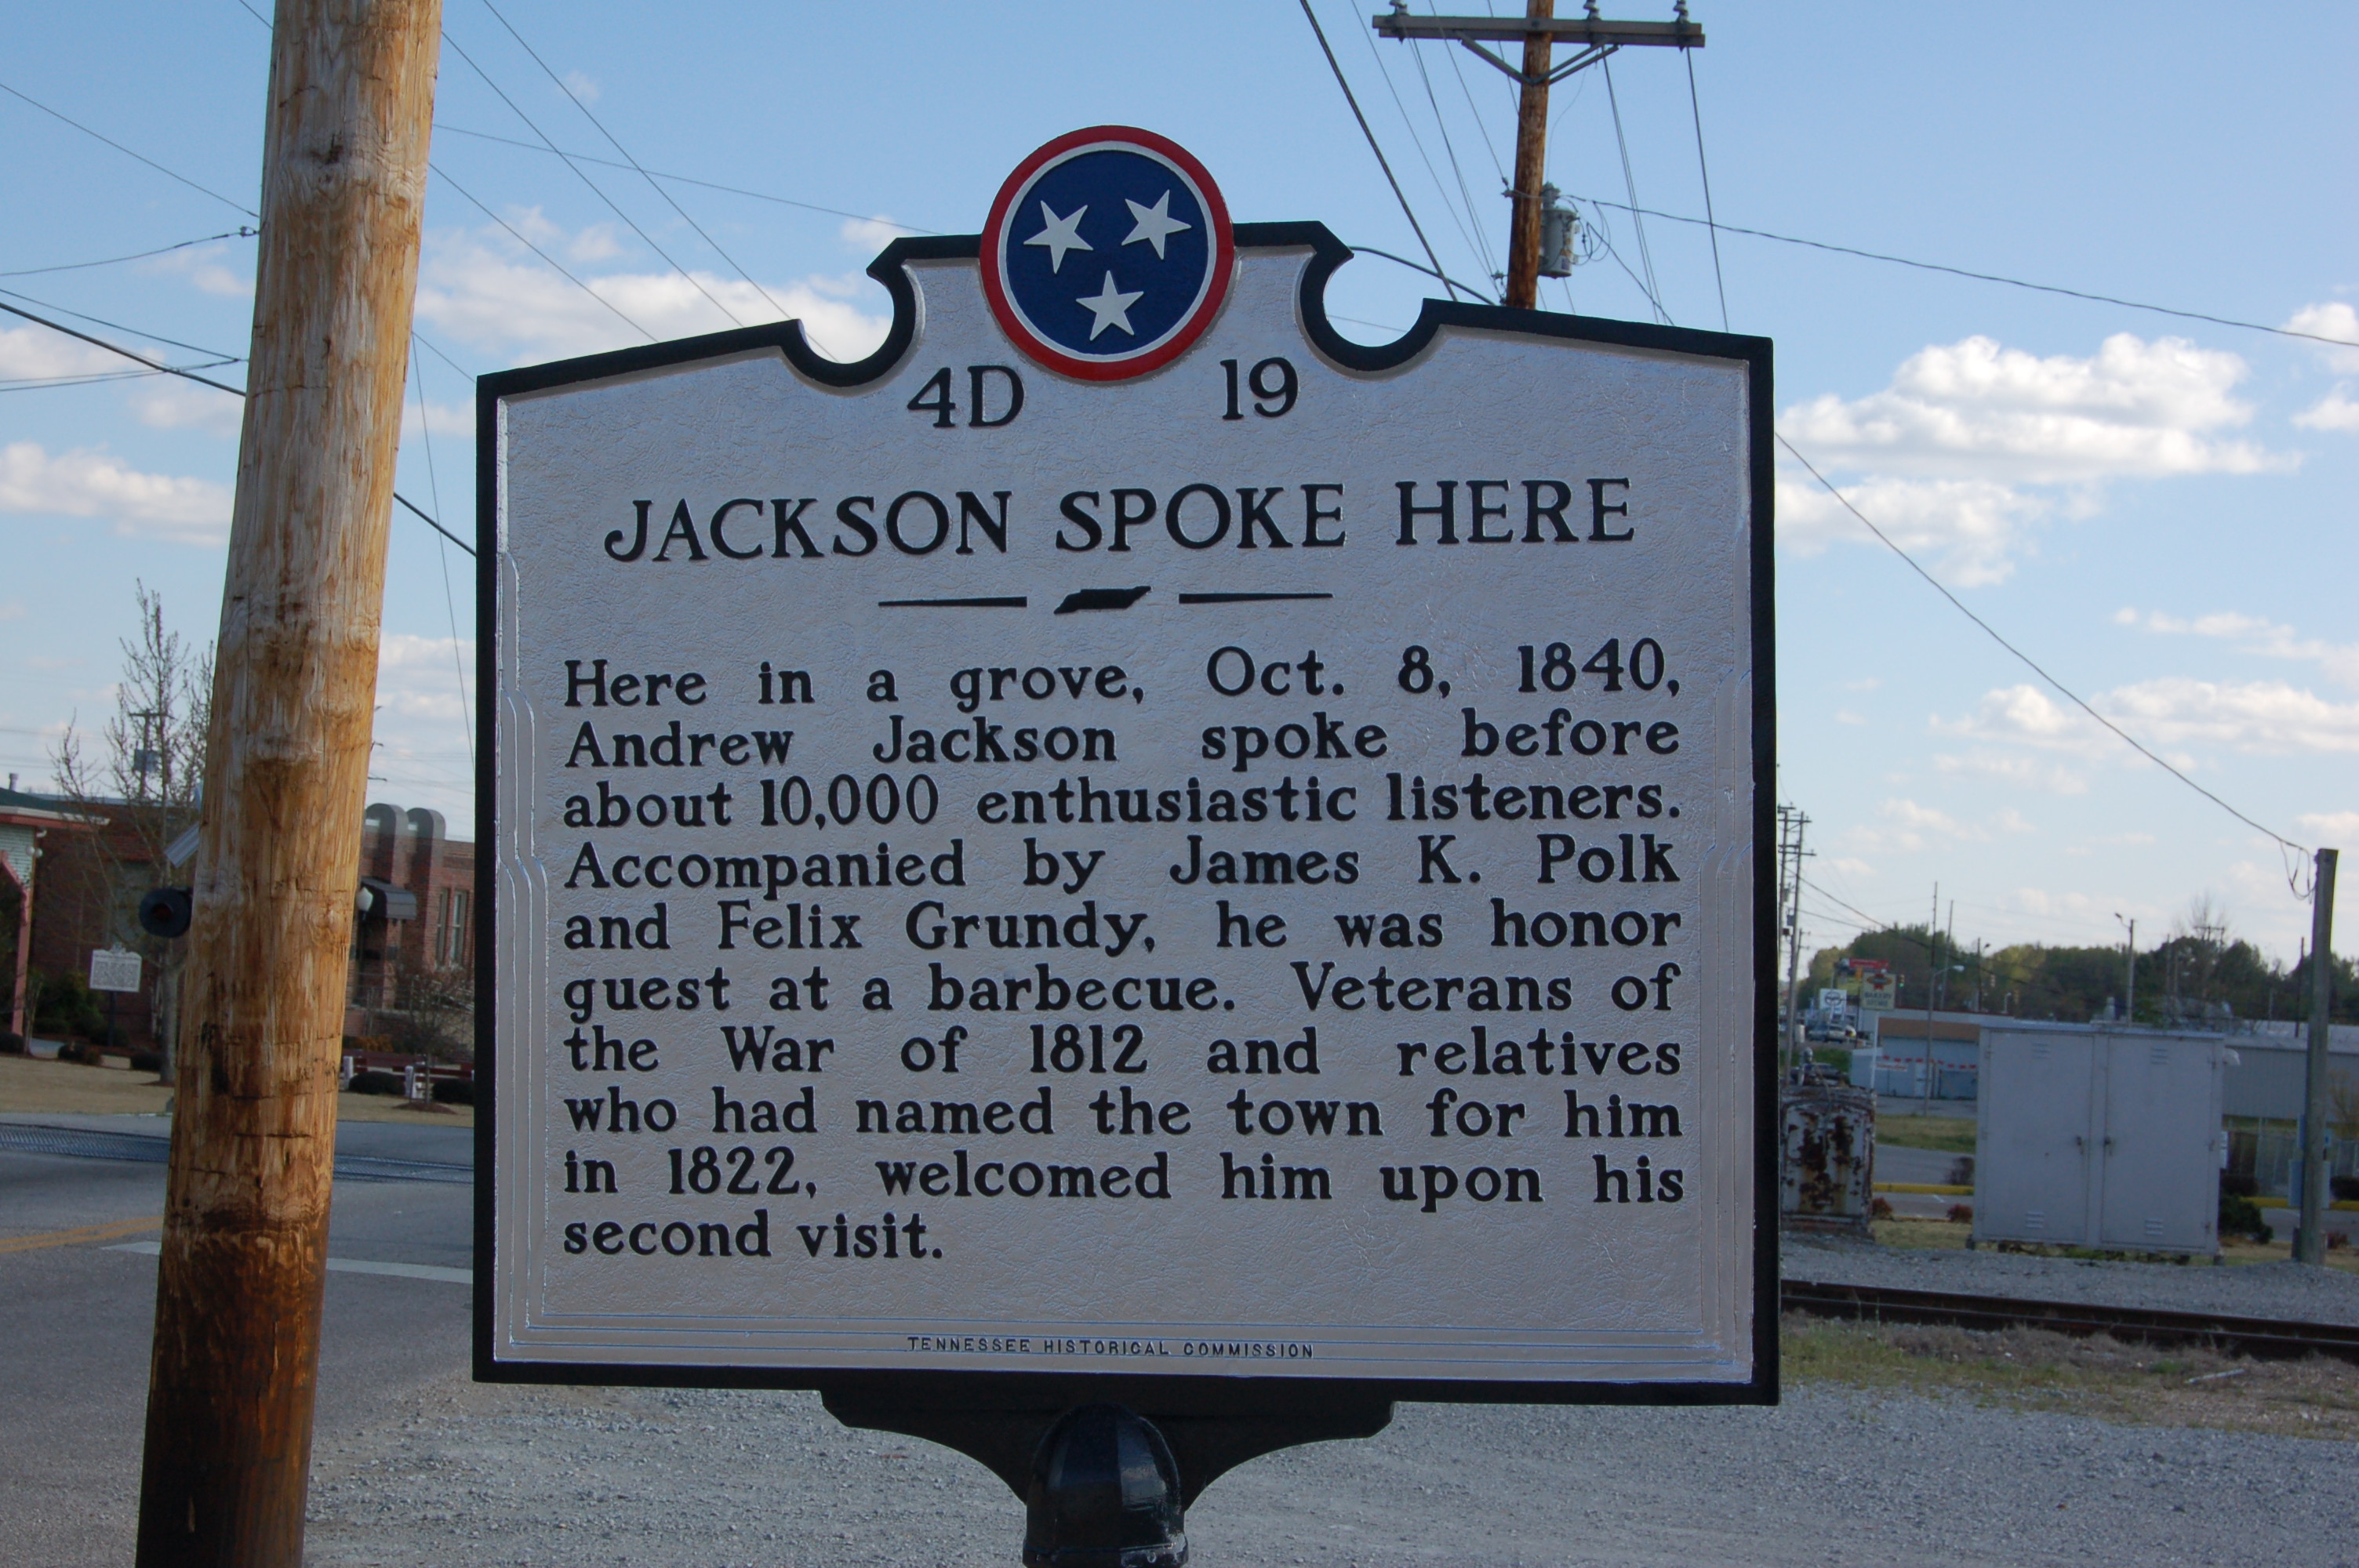 4D 19
JACKSON SPOKE HERE
Here in a grove, Oct. 8, 1840,
Andrew Jackson spoke before
about 10,000 enthusiastic listeners.
Accompanied by James K. Polk
and Felix Grundy, he was honor
guest at a barbecue. Veterans of
the War of 1812 and relatives
who had named the town for him
in 1822, welcomed him upon his
second visit.
TENNESSEE HISTORICAL COMMISSION